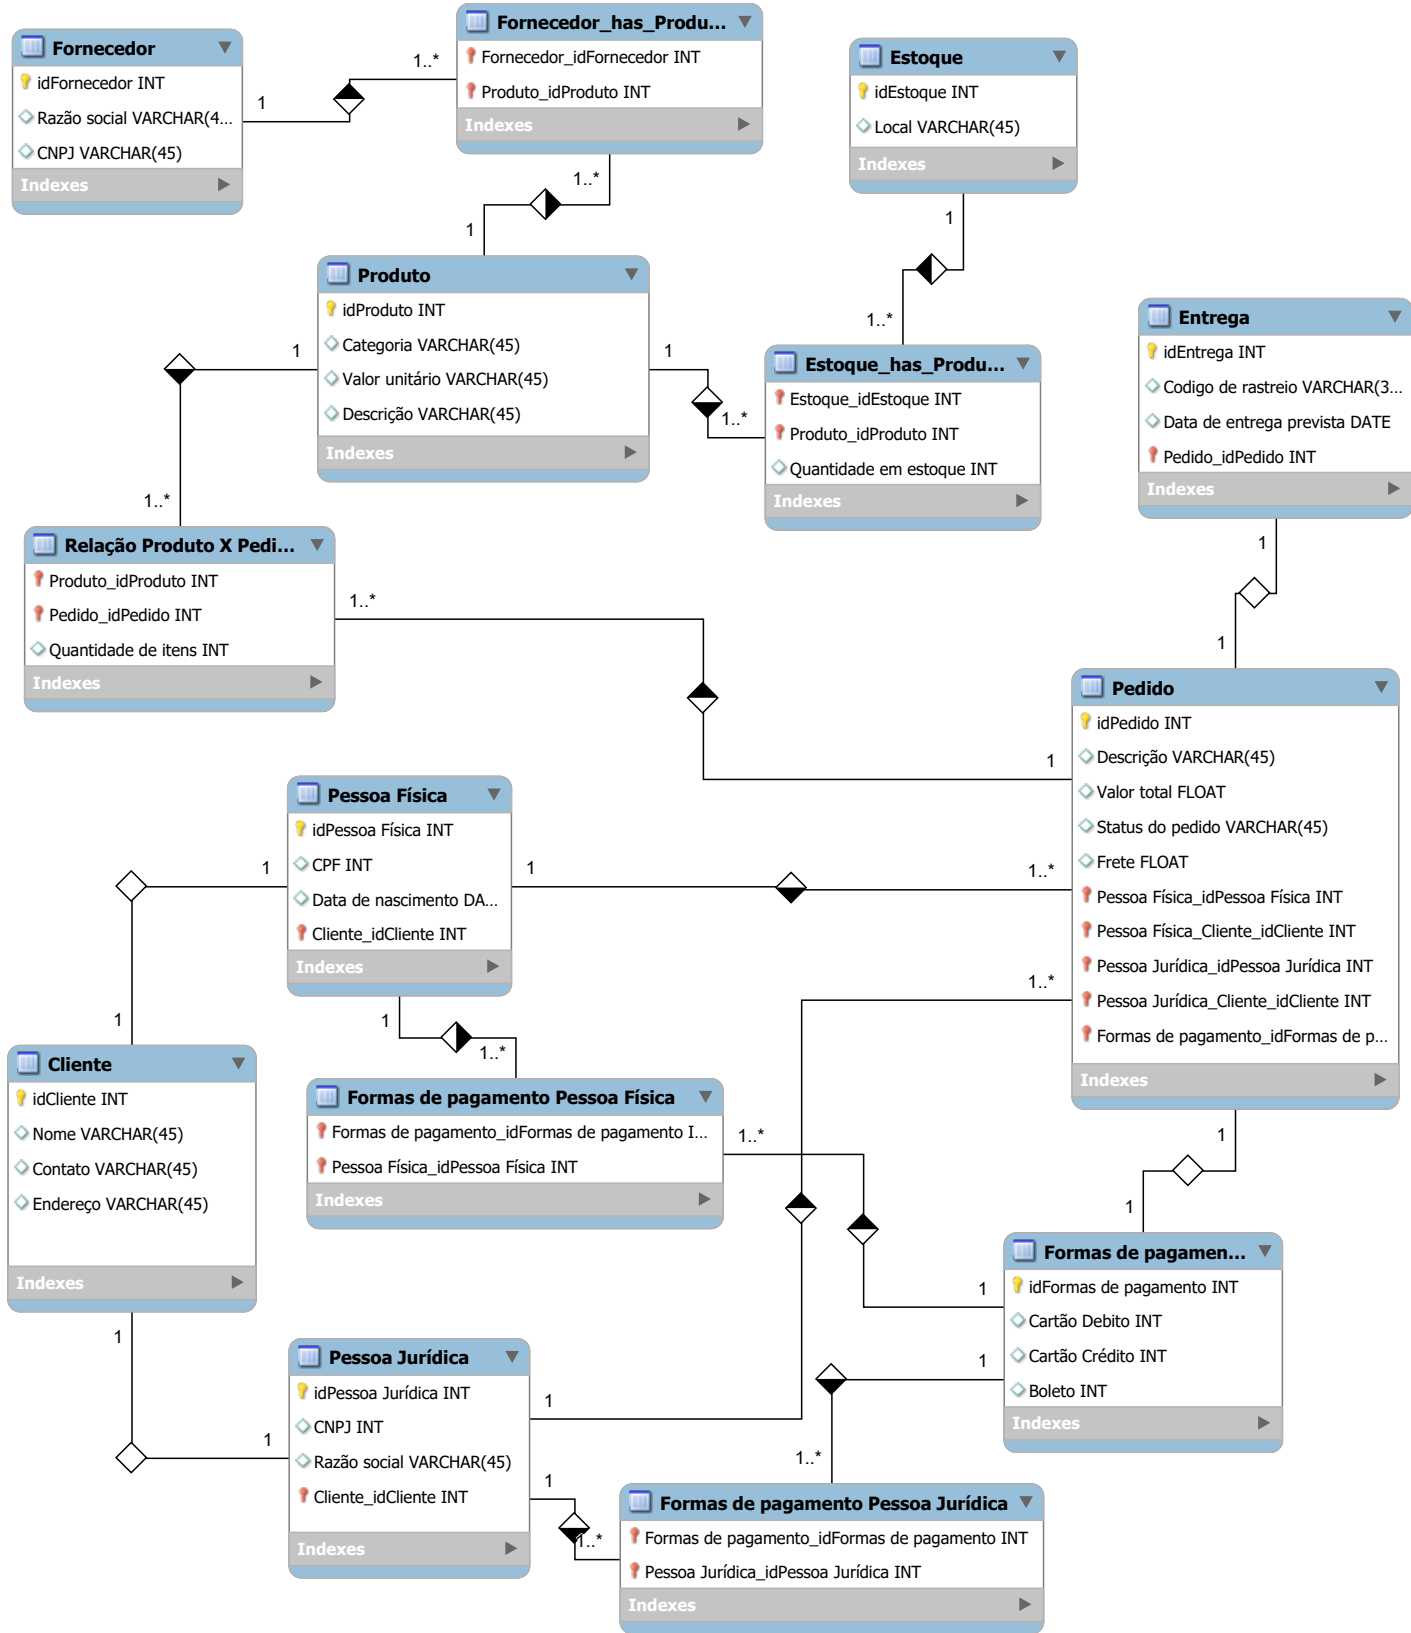 Fornecedor
idFornecedor INT
Razão social VARCHAR(4...
CNPJ VARCHAR(45)
Indexes
1
1..*
Fornecedor_has_Produ...
Fornecedor_idFornecedor INT
Produto_idProduto INT
Indexes
1..*
1
Estoque
idEstoque INT
Local VARCHAR(45)
Indexes
1
1..*
Produto
idProduto INT
Categoria VARCHAR(45)
Valor unitário VARCHAR(45)
Descrição VARCHAR(45)
Indexes
1
1..*
1
1..*
Estoque_has_Produ...
Estoque_idEstoque INT
Produto_idProduto INT
Quantidade em estoque INT
Indexes
Entrega
idEntrega INT
Codigo de rastreio VARCHAR(3...
Data de entrega prevista DATE
Pedido_idPedido INT
Indexes
1
1
Relação Produto X Pedi...
Produto_idProduto INT
Pedido_idPedido INT
Quantidade de itens INT
Indexes
1..*
1
Pedido
idPedido INT
Descrição VARCHAR(45)
Valor total FLOAT
Status do pedido VARCHAR(45)
Frete FLOAT
Pessoa Física_idPessoa Física INT
Pessoa Física_Cliente_idCliente INT
Pessoa Jurídica_idPessoa Jurídica INT
Pessoa Jurídica_Cliente_idCliente INT
Formas de pagamento_idFormas de p...
Indexes
Pessoa Física
idPessoa Física INT
CPF INT
Data de nascimento DA...
Cliente_idCliente INT
Indexes
1
1
1
1..*
1..*
1
1..*
Cliente
idCliente INT
Nome VARCHAR(45)
Contato VARCHAR(45)
Endereço VARCHAR(45)
Indexes
Formas de pagamento Pessoa Física
Formas de pagamento_idFormas de pagamento I...
Pessoa Física_idPessoa Física INT
Indexes
1..*
1
1
1
Formas de pagamen...
idFormas de pagamento INT
Cartão Debito INT
Cartão Crédito INT
Boleto INT
Indexes
1
1
1
Pessoa Jurídica
idPessoa Jurídica INT
CNPJ INT
Razão social VARCHAR(45)
Cliente_idCliente INT
Indexes
1
1
1..*
1..*
Formas de pagamento Pessoa Jurídica
Formas de pagamento_idFormas de pagamento INT
Pessoa Jurídica_idPessoa Jurídica INT
Indexes